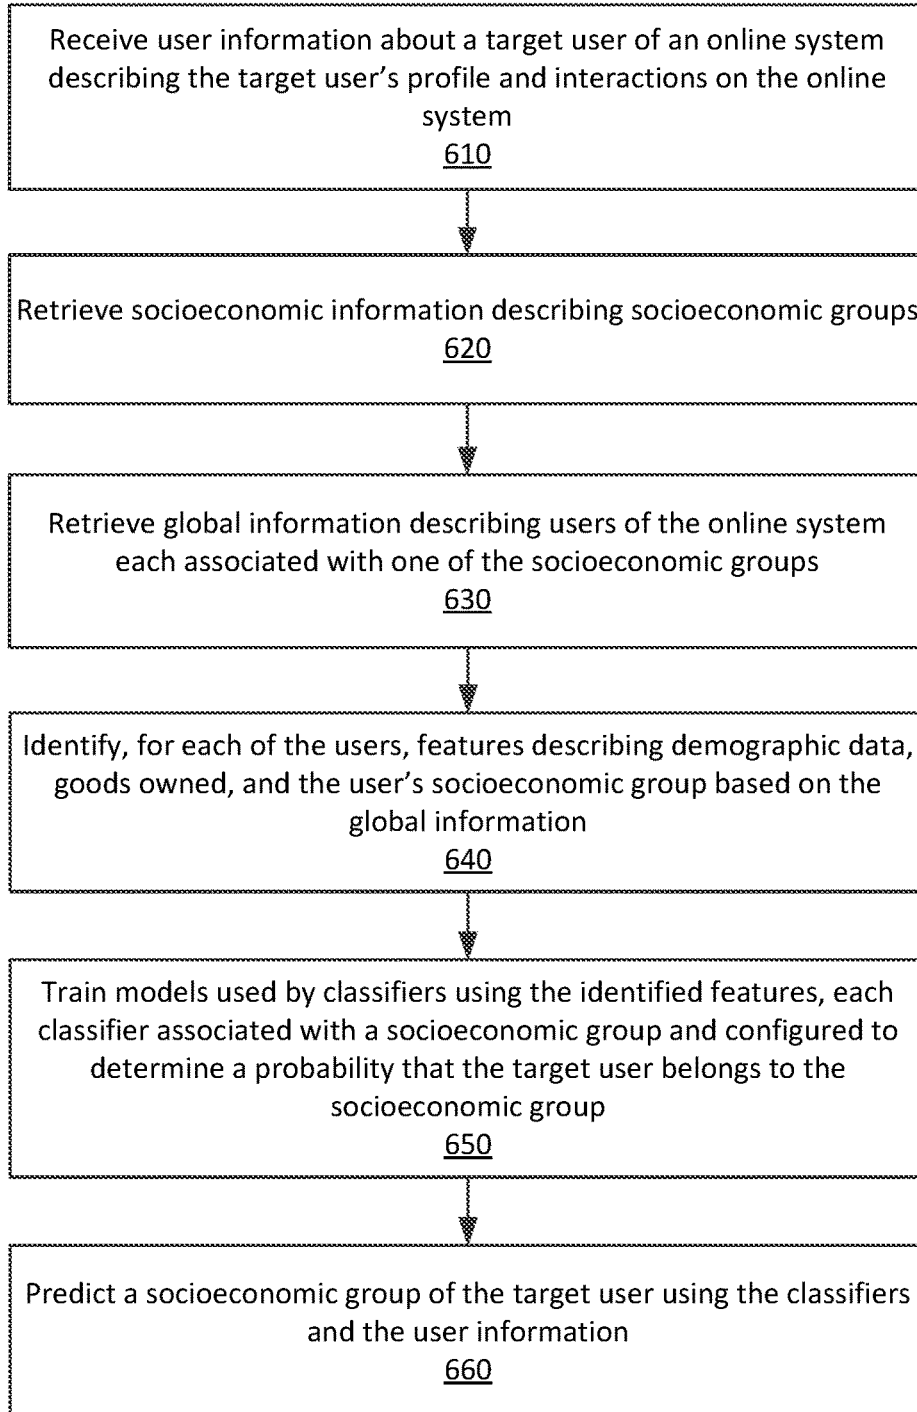 Receive user information about a target user of an online system
describing the target user's profile and interactions on the online
system
610
Retrieve socioeconomic information describing socioeconomic groups
620
Retrieve global information describing users of the online system
each associated with one of the socioeconomic groups
630
Identify, for each of the users, features describing demographic data,
goods owned, and the user's socioeconomic group based on the
global information
640
Train models used by classifiers using the identified features, each
classifier associated with a socioeconomic group and configured to
determine a probability that the target user belongs to the
socioeconomic group
650
Predict a socioeconomic group of the target user using the classifiers
and the user information
660